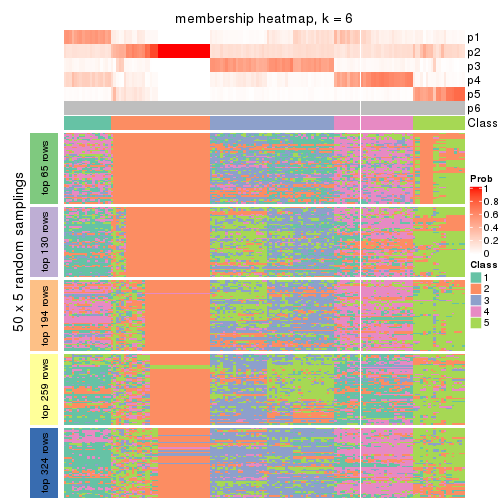 membership heatmap, k = 6
p1
p2
p3
p4
p5
p6
Class
50 x 5 random samplings
top 65 rows
top 130 rows
top 194 rows
top 259 rows
top 324 rows
Prob
1
0.8
0.6
0.4
0.2
0
Class
1
2
3
4
5